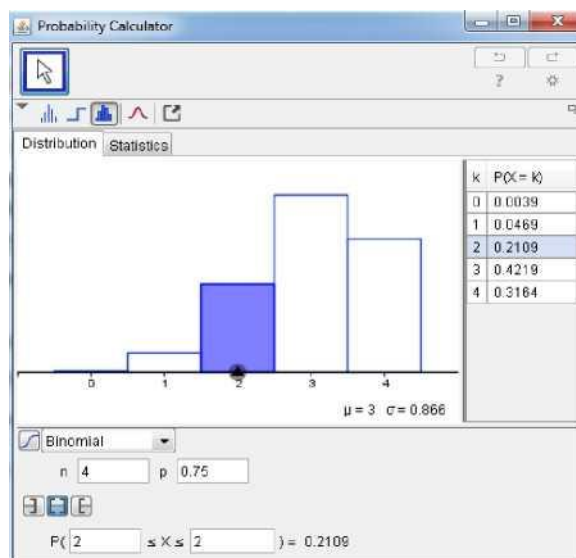 Probability Calculator
?
Distribution Statistics
k P(X = k)
0 0.0039
1 0.0469
2 0.2109
3 0.4219
4 0.3164
0 1 2 3 4
μ = 3 σ = 0.866
Binomial
n 4 p 0.75
P( 2 ≤ X ≤ 2 ) = 0.2109